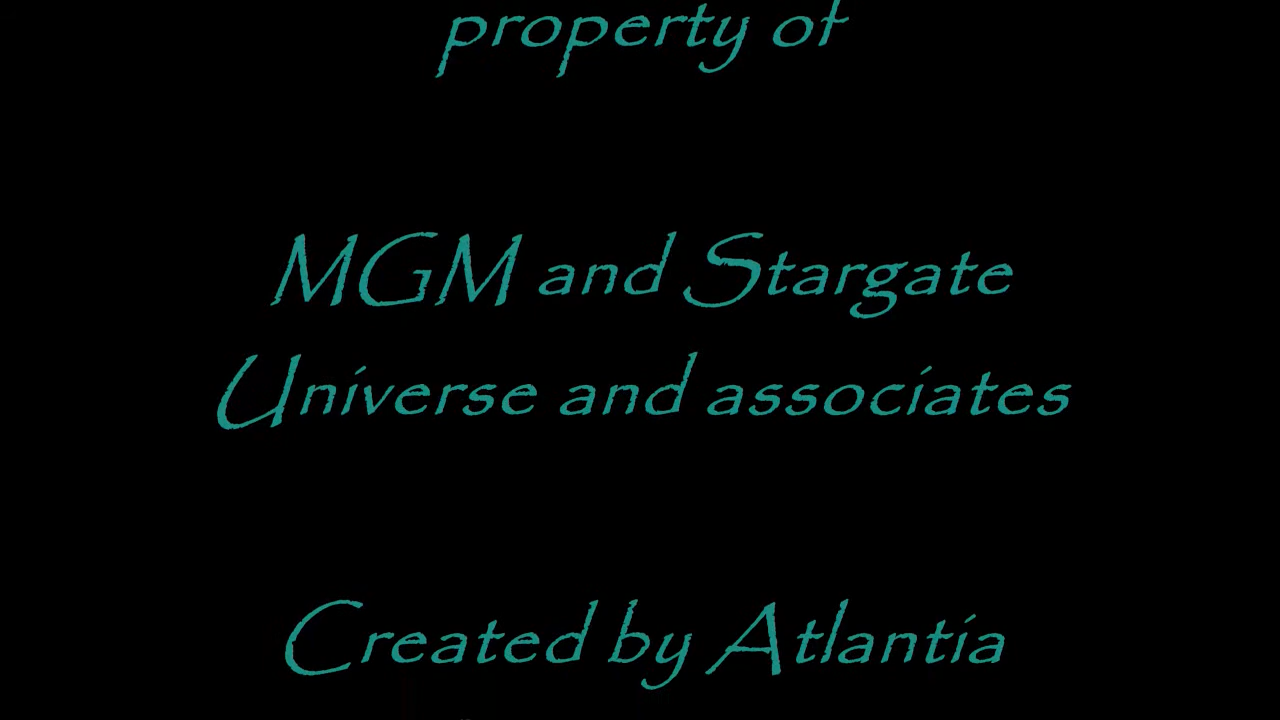 property of
MGM and Stargate
Universe and associates
Created by Atlantia